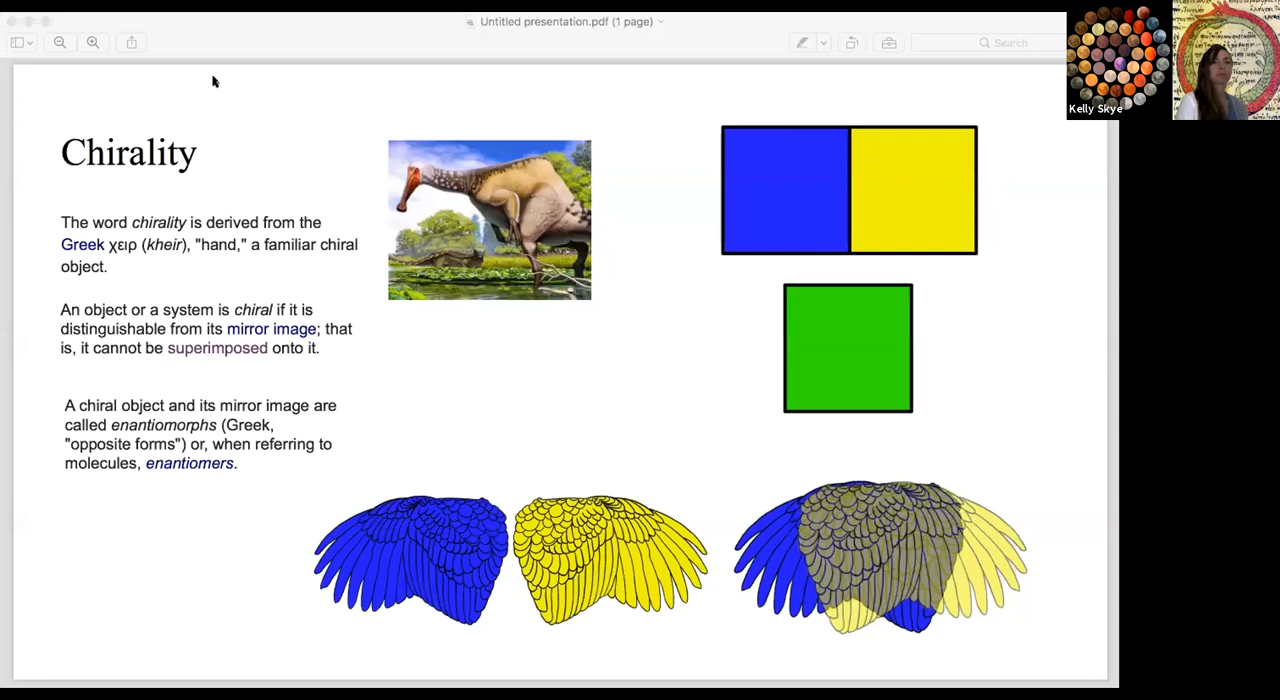 Untitled presentation.pdf (1 page)
Search
Kelly Skye
Chirality
The word chirality is derived from the
Greek χειρ (kheir), "hand," a familiar chiral
object.
An object or a system is chiral if it is
distinguishable from its mirror image; that
is, it cannot be superimposed onto it.
A chiral object and its mirror image are
called enantiomorphs (Greek,
"opposite forms") or, when referring to
molecules, enantiomers.